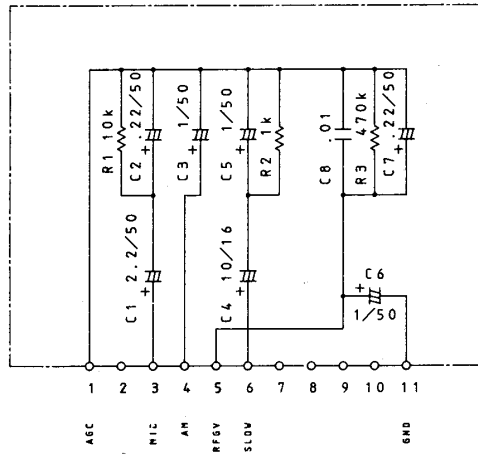 R1 10k
C2 .22/50
+
C3 1/50
+
C5 1/50
+
R2 1k
C8 .01
R3 470k
C7 .22/50
+
C1 2.2/50
+
C4 10/16
+
C6
+
1/50
1 2 3 4 5 6 7 8 9 10 11
AGC
MIC
AM
RFGV
SLOW
GND